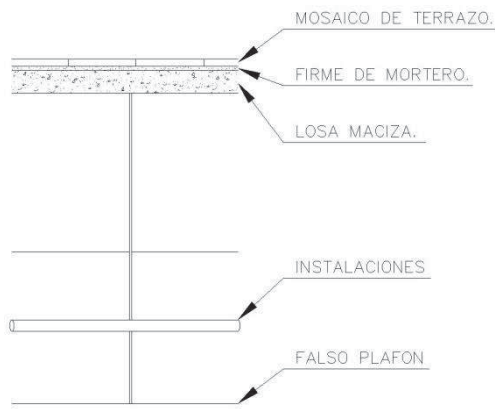 MOSAICO DE TERRAZO.
FIRME DE MORTERO.
LOSA MACIZA.
INSTALACIONES
FALSO PLAFON